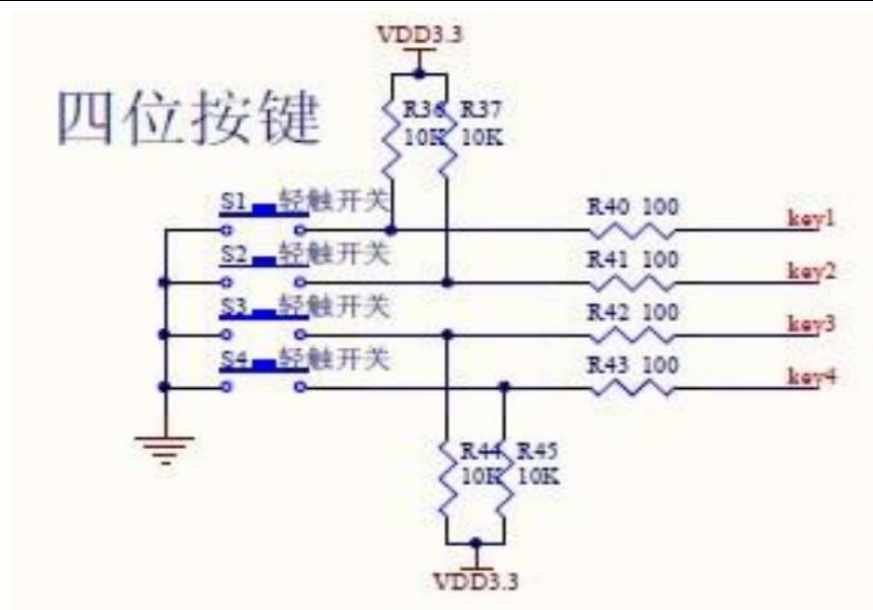 VDD3.3
四位按键
R36 R37
10K 10K
S1 轻触开关
R40 100
key1
S2 轻触开关
R41 100
key2
S3 轻触开关
R42 100
key3
S4 轻触开关
R43 100
key4
R44 R45
10K 10K
VDD3.3